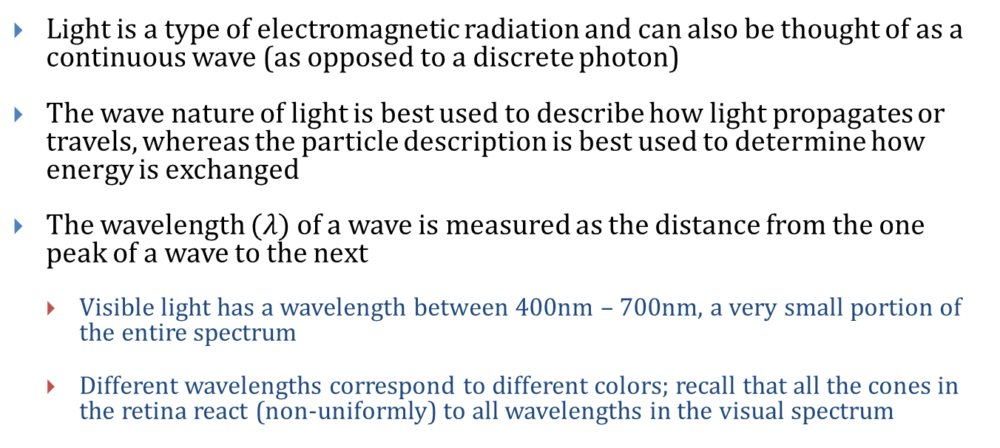 Light is a type of electromagnetic radiation and can also be thought of as a
continuous wave (as opposed to a discrete photon)
The wave nature of light is best used to describe how light propagates or
travels, whereas the particle description is best used to determine how
energy is exchanged
The wavelength (λ) of a wave is measured as the distance from the one
peak of a wave to the next
Visible light has a wavelength between 400nm – 700nm, a very small portion of
the entire spectrum
Different wavelengths correspond to different colors; recall that all the cones in
the retina react (non-uniformly) to all wavelengths in the visual spectrum